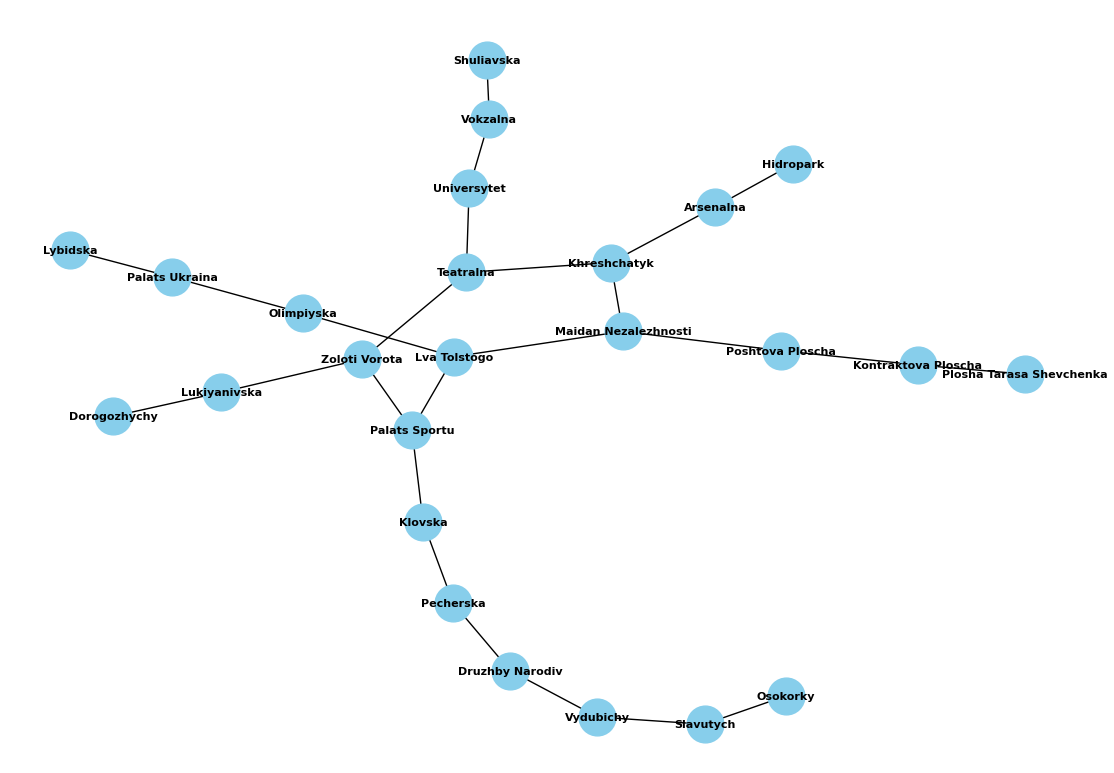 Shuliavska
Vokzalna
Hidropark
Universytet
Arsenalna
Lybidska
Khreshchatyk
Teatralna
Palats Ukraina
Olimpiyska
Maidan Nezalezhnosti
Poshtova Ploscha
Lva Tolstogo
Zoloti Vorota
Kontraktova Ploscha
Plosha Tarasa Shevchenka
Lukiyanivska
Dorogozhychy
Palats Sportu
Klovska
Pecherska
Druzhby Narodiv
Osokorky
Vydubichy
Slavutych